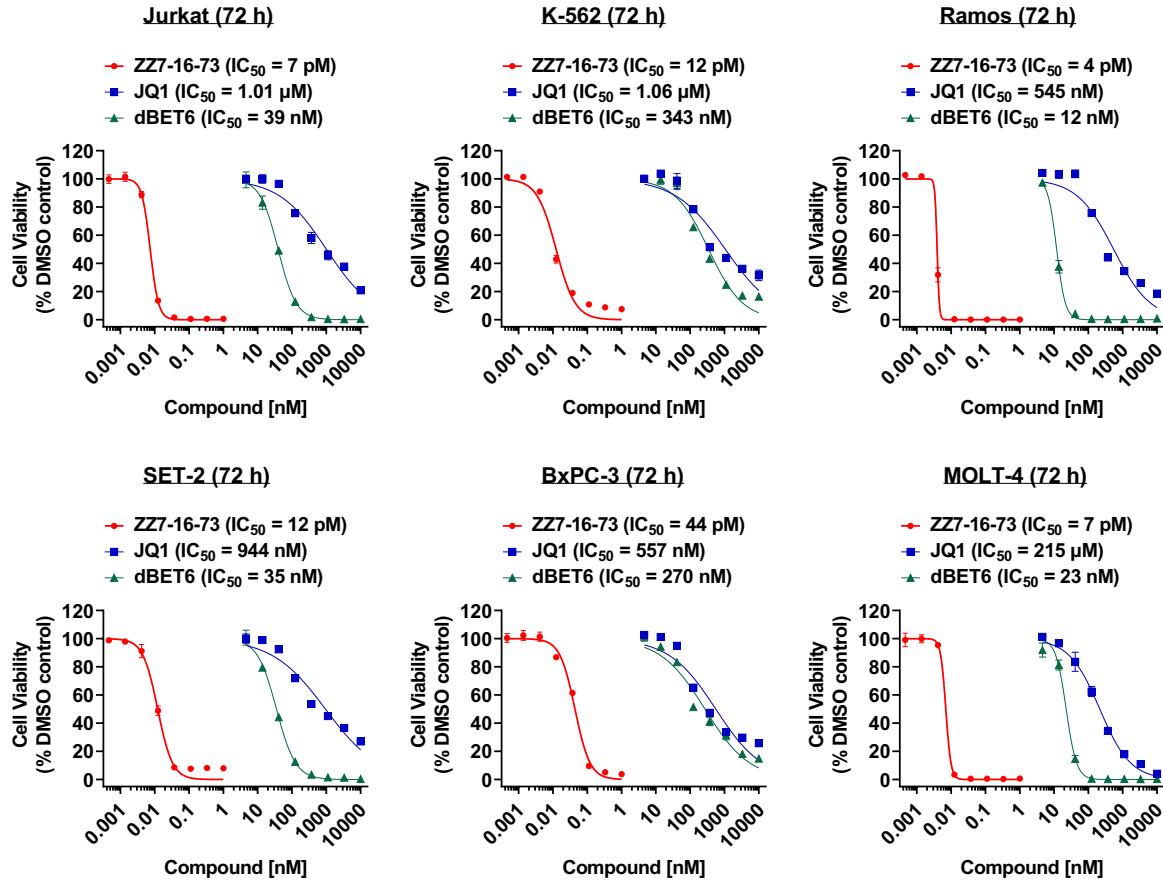 Jurkat (72 h)
ZZ7-16-73 (IC50 = 7 pM)
JQ1 (IC50 = 1.01 µM)
dBET6 (IC50 = 39 nM)
Cell Viability
(% DMSO control)
120
100
80
60
40
20
0
0.001
0.01
0.1
1
10
100
1000
10000
Compound [nM]
K-562 (72 h)
ZZ7-16-73 (IC50 = 12 pM)
JQ1 (IC50 = 1.06 µM)
dBET6 (IC50 = 343 nM)
Cell Viability
(% DMSO control)
120
100
80
60
40
20
0
0.001
0.01
0.1
1
10
100
1000
10000
Compound [nM]
Ramos (72 h)
ZZ7-16-73 (IC50 = 4 pM)
JQ1 (IC50 = 545 nM)
dBET6 (IC50 = 12 nM)
Cell Viability
(% DMSO control)
120
100
80
60
40
20
0
0.001
0.01
0.1
1
10
100
1000
10000
Compound [nM]
SET-2 (72 h)
ZZ7-16-73 (IC50 = 12 pM)
JQ1 (IC50 = 944 nM)
dBET6 (IC50 = 35 nM)
Cell Viability
(% DMSO control)
120
100
80
60
40
20
0
0.001
0.01
0.1
1
10
100
1000
10000
Compound [nM]
BxPC-3 (72 h)
ZZ7-16-73 (IC50 = 44 pM)
JQ1 (IC50 = 557 nM)
dBET6 (IC50 = 270 nM)
Cell Viability
(% DMSO control)
120
100
80
60
40
20
0
0.001
0.01
0.1
1
10
100
1000
10000
Compound [nM]
MOLT-4 (72 h)
ZZ7-16-73 (IC50 = 7 pM)
JQ1 (IC50 = 215 µM)
dBET6 (IC50 = 23 nM)
Cell Viability
(% DMSO control)
120
100
80
60
40
20
0
0.001
0.01
0.1
1
10
100
1000
10000
Compound [nM]